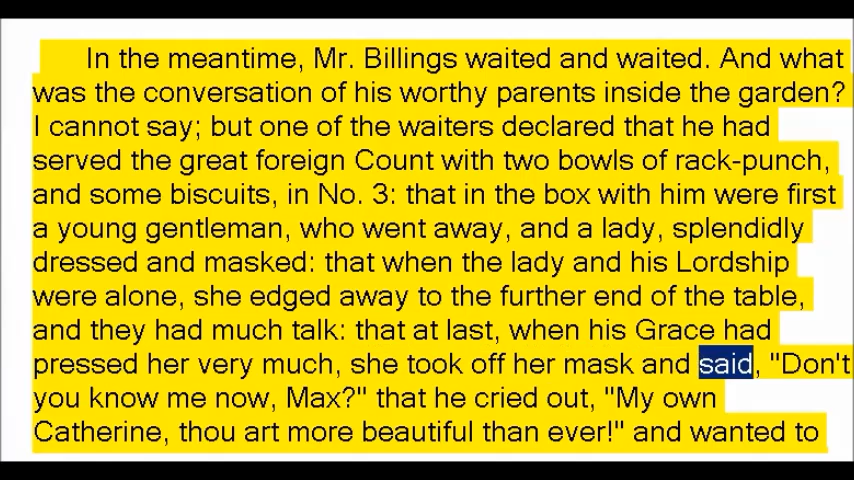 In the meantime, Mr. Billings waited and waited. And what
was the conversation of his worthy parents inside the garden?
I cannot say; but one of the waiters declared that he had
served the great foreign Count with two bowls of rack-punch,
and some biscuits, in No. 3: that in the box with him were first
a young gentleman, who went away, and a lady, splendidly
dressed and masked: that when the lady and his Lordship
were alone, she edged away to the further end of the table,
and they had much talk: that at last, when his Grace had
pressed her very much, she took off her mask and said, "Don't
you know me now, Max?" that he cried out, "My own
Catherine, thou art more beautiful than ever!" and wanted to